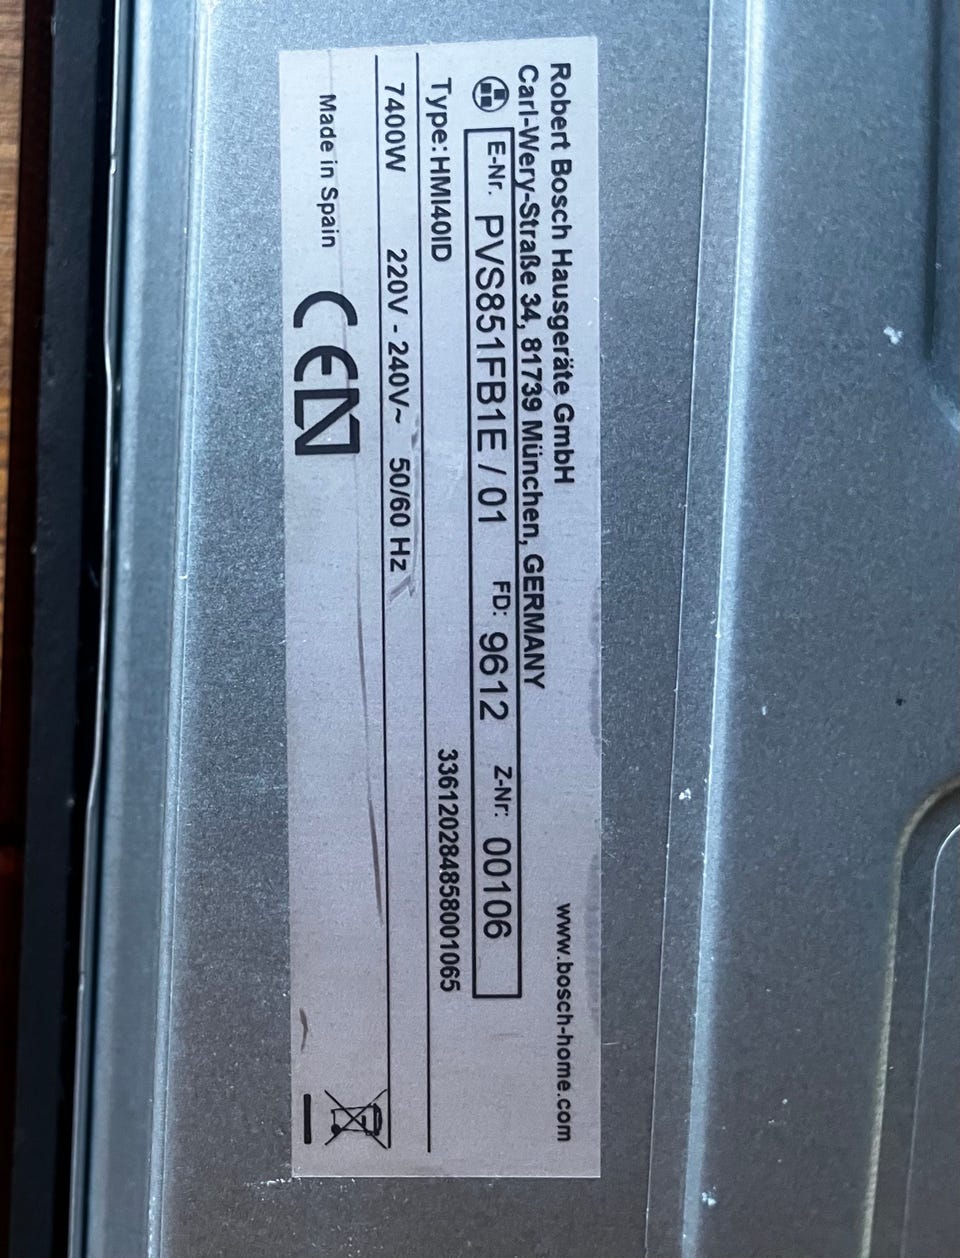 Robert Bosch Hausgeräte GmbH www.bosch-home.com
Carl-Wery-Straße 34, 81739 München, GERMANY
E-Nr. PVS851FB1E / 01 FD: 9612 Z-Nr: 00106
Type: HMI40ID 336120284858001065
7400W 220V - 240V~ 50/60 Hz
Made in Spain CE N